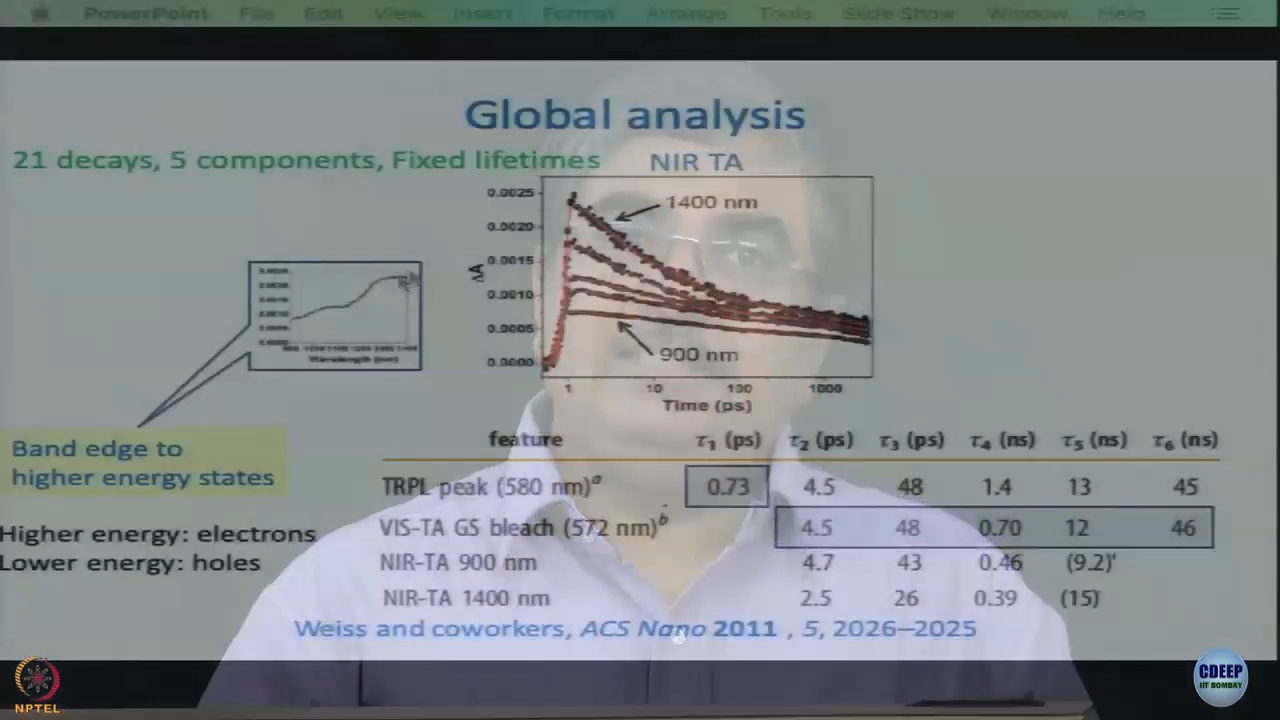 PowerPoint File Edit View Insert Format Arrange Tools Slide Show Window Help
Global analysis
21 decays, 5 components, Fixed lifetimes
NIR TA
0.0025
0.0020
0.0015
0.0010
0.0005
0.0000
ΔA
1400 nm
900 nm
1 10 100 1000
Time (ps)
Wavelength (nm)
Band edge to
higher energy states
Higher energy: electrons
Lower energy: holes
feature τ1 (ps) τ2 (ps) τ3 (ps) τ4 (ns) τ5 (ns) τ6 (ns)
TRPL peak (580 nm)a 0.73 4.5 48 1.4 13 45
VIS-TA GS bleach (572 nm)b 4.5 48 0.70 12 46
NIR-TA 900 nm 4.7 43 0.46 (9.2)
NIR-TA 1400 nm 2.5 26 0.39 (15)
Weiss and coworkers, ACS Nano 2011 , 5, 2026–2025
NPTEL
CDEEP
IIT BOMBAY